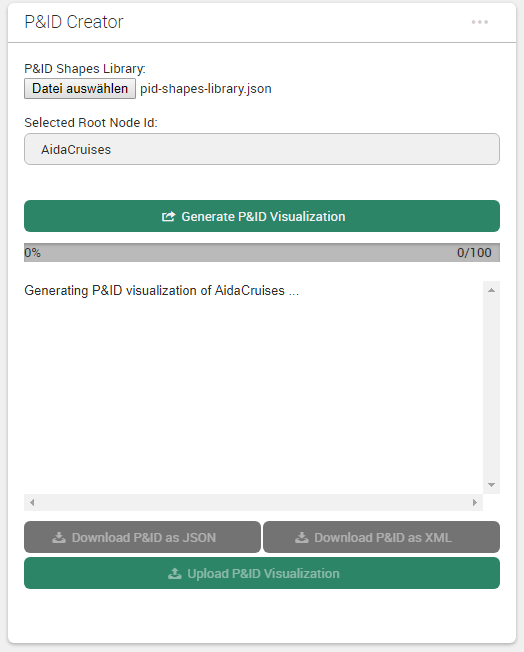 P&ID Creator
P&ID Shapes Library:
Datei auswählen pid-shapes-library.json
Selected Root Node Id:
AidaCruises
Generate P&ID Visualization
0% 0/100
Generating P&ID visualization of AidaCruises ...
Download P&ID as JSON Download P&ID as XML
Upload P&ID Visualization